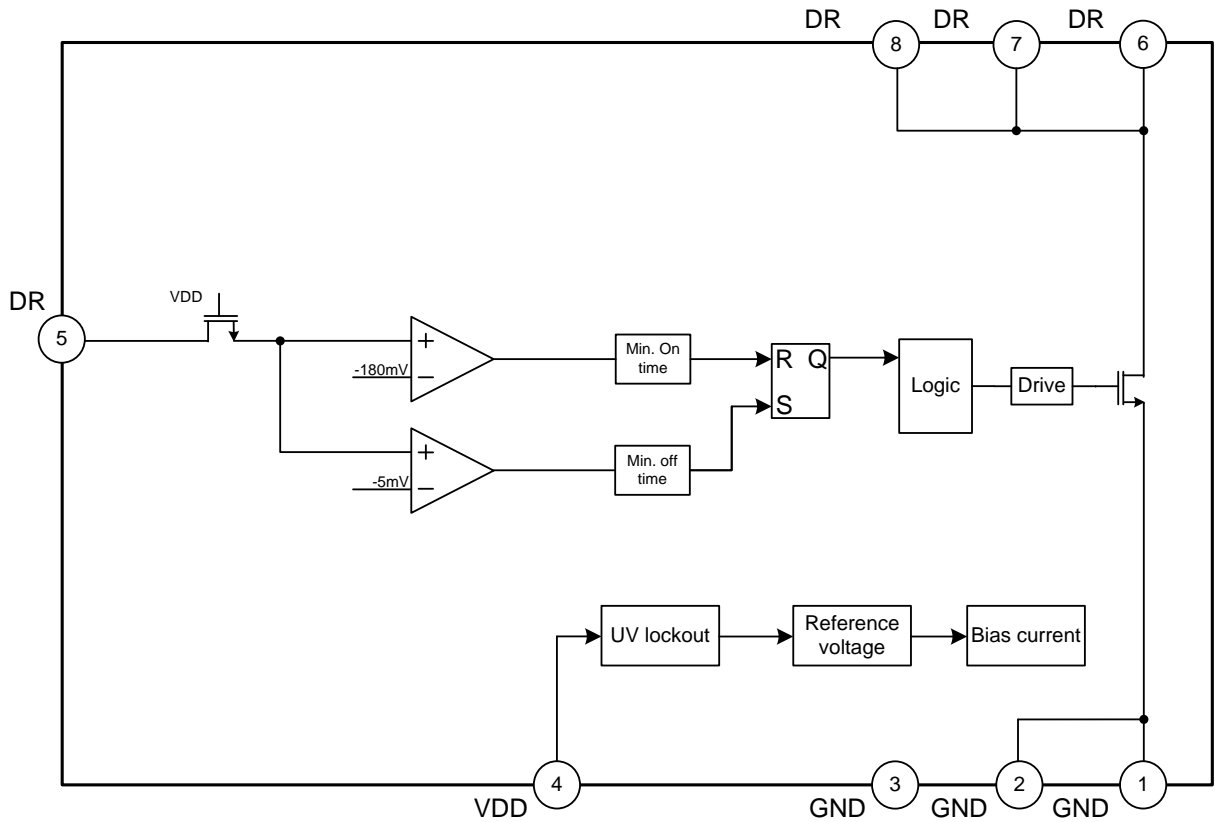 DR DR DR
8 7 6
DR
5
VDD
+
-180mV
−
Min. On
time
R Q
S
Logic
Drive
+
-5mV
−
Min. off
time
UV lockout
Reference
voltage
Bias current
4 3 2 1
VDD GND GND GND